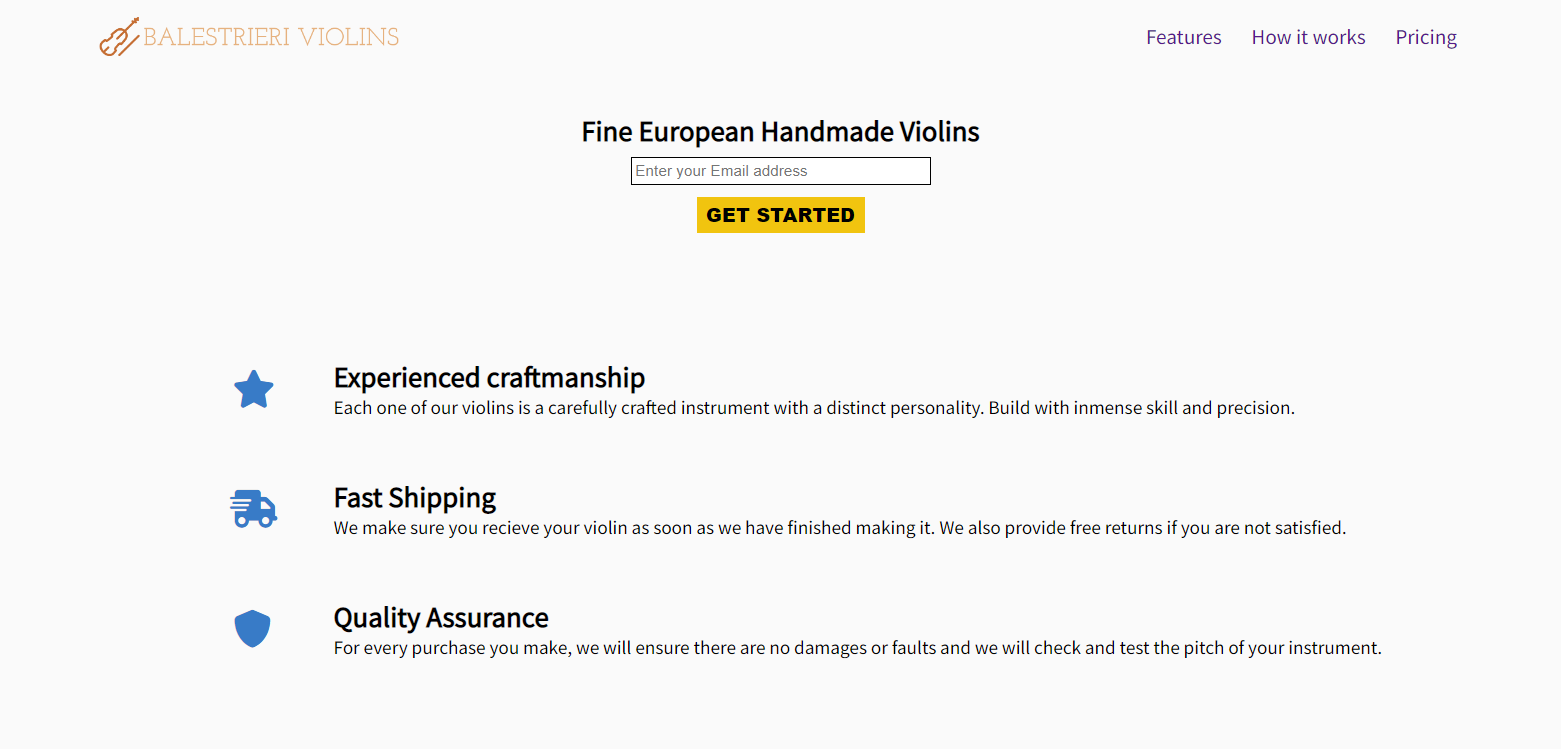 BALESTRIERI VIOLINS
Features How it works Pricing
Fine European Handmade Violins
Enter your Email address
GET STARTED
Experienced craftmanship
Each one of our violins is a carefully crafted instrument with a distinct personality. Build with inmense skill and precision.
Fast Shipping
We make sure you recieve your violin as soon as we have finished making it. We also provide free returns if you are not satisfied.
Quality Assurance
For every purchase you make, we will ensure there are no damages or faults and we will check and test the pitch of your instrument.